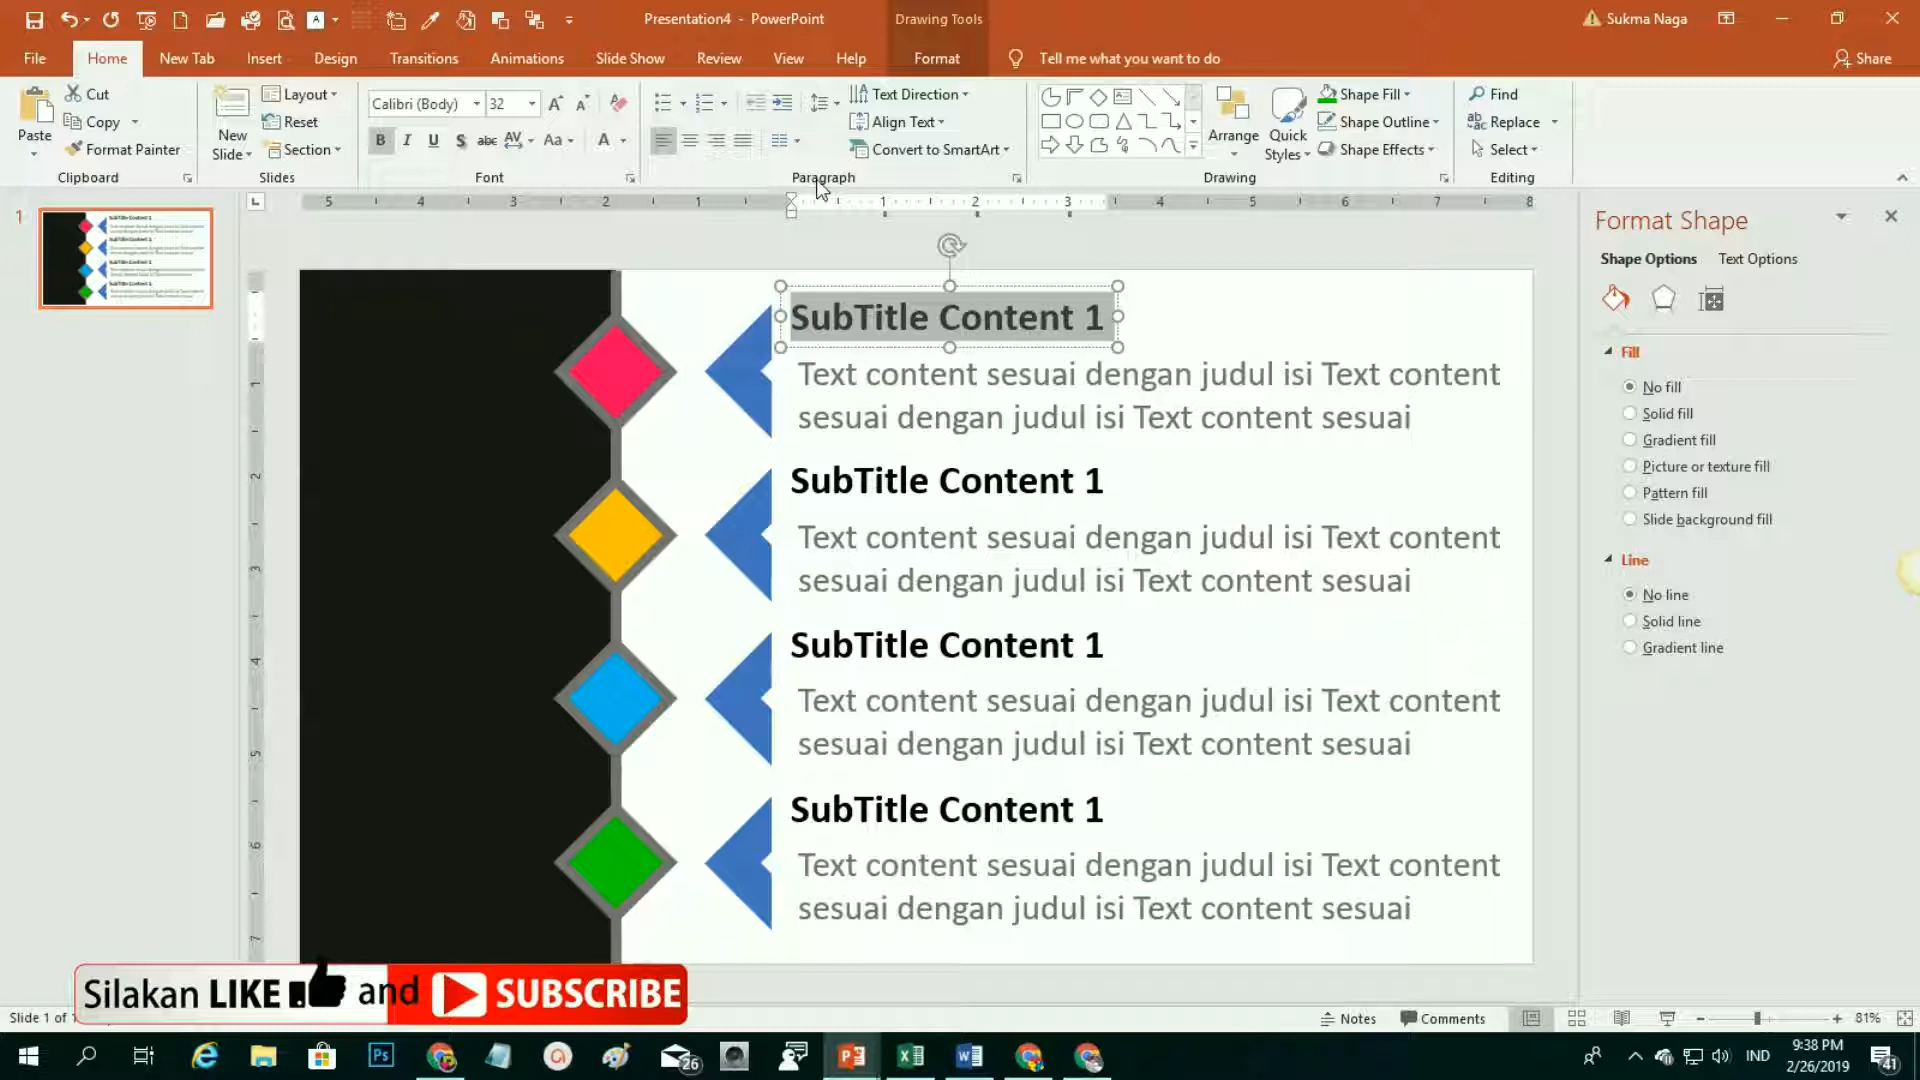 Presentation4 - PowerPoint
Drawing Tools
Sukma Naga
File Home New Tab Insert Design Transitions Animations Slide Show Review View Help Format Tell me what you want to do Share
Paste
Cut
Copy
Format Painter
Clipboard
New Slide
Layout
Reset
Section
Slides
Calibri (Body) 32
Font
Text Direction
Align Text
Convert to SmartArt
Paragraph
Arrange
Quick Styles
Shape Fill
Shape Outline
Shape Effects
Drawing
Find
Replace
Select
Editing
1
SubTitle Content 1
Text content sesuai dengan judul isi Text content
sesuai dengan judul isi Text content sesuai
SubTitle Content 1
Text content sesuai dengan judul isi Text content
sesuai dengan judul isi Text content sesuai
SubTitle Content 1
Text content sesuai dengan judul isi Text content
sesuai dengan judul isi Text content sesuai
SubTitle Content 1
Text content sesuai dengan judul isi Text content
sesuai dengan judul isi Text content sesuai
Format Shape
Shape Options Text Options
Fill
No fill
Solid fill
Gradient fill
Picture or texture fill
Pattern fill
Slide background fill
Line
No line
Solid line
Gradient line
Silakan LIKE and SUBSCRIBE
Slide 1 of
Notes Comments 81%
26
IND
9:38 PM
2/26/2019
41